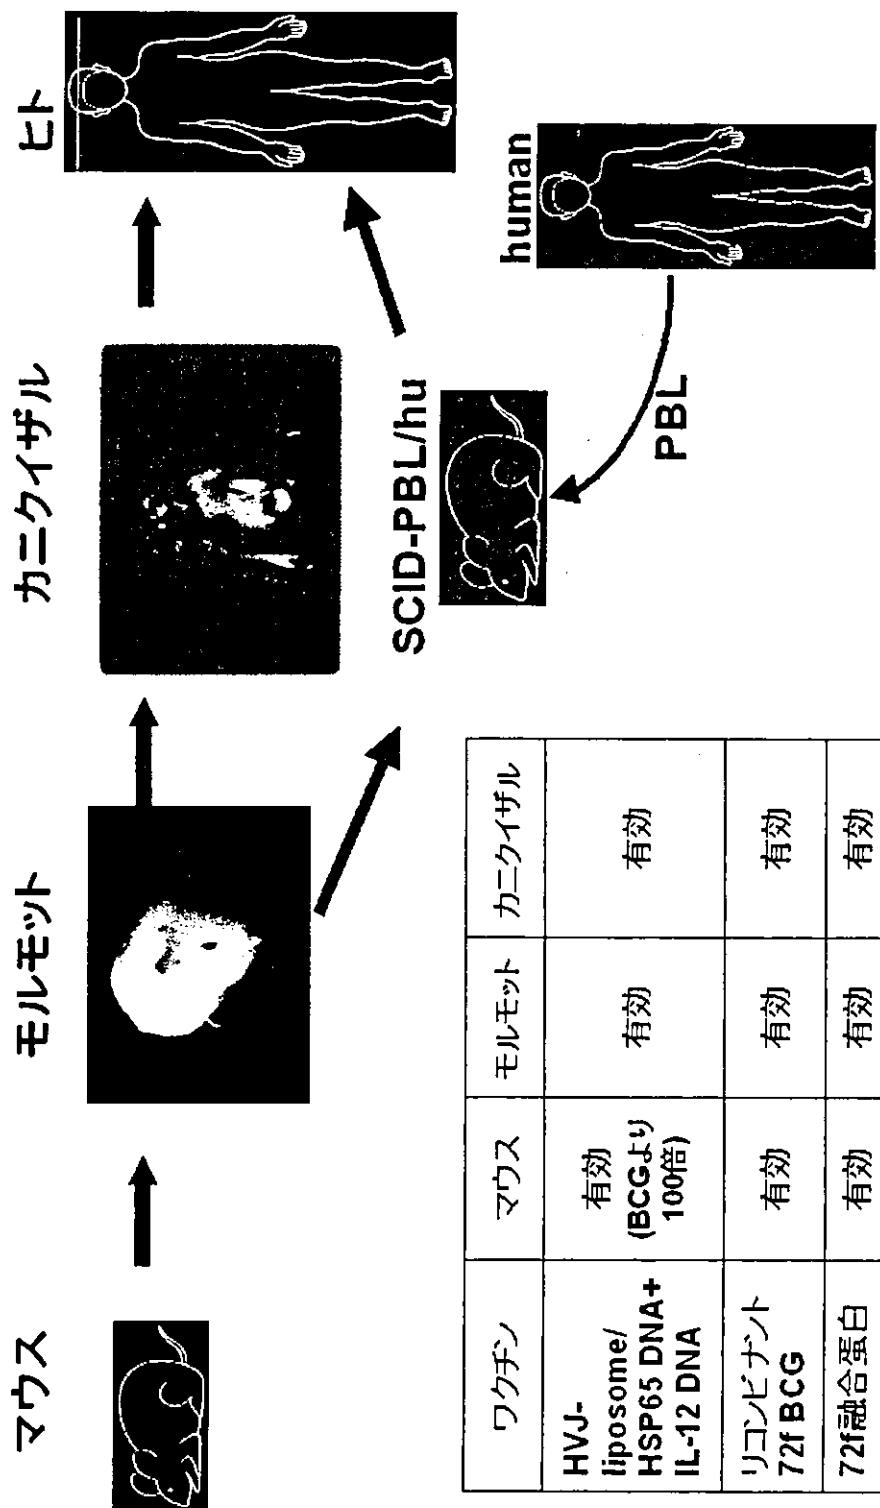 マウス
モルモット
カニクイザル
ヒト
SCID-PBL/hu
human
PBL
ワクチン
マウス
モルモット
カニクイザル
HVJ-
liposome/
HSP65 DNA+
IL-12 DNA
有効
(BCGより
100倍)
有効
有効
リコンビナント
72f BCG
有効
有効
有効
72f融合蛋白
有効
有効
有効